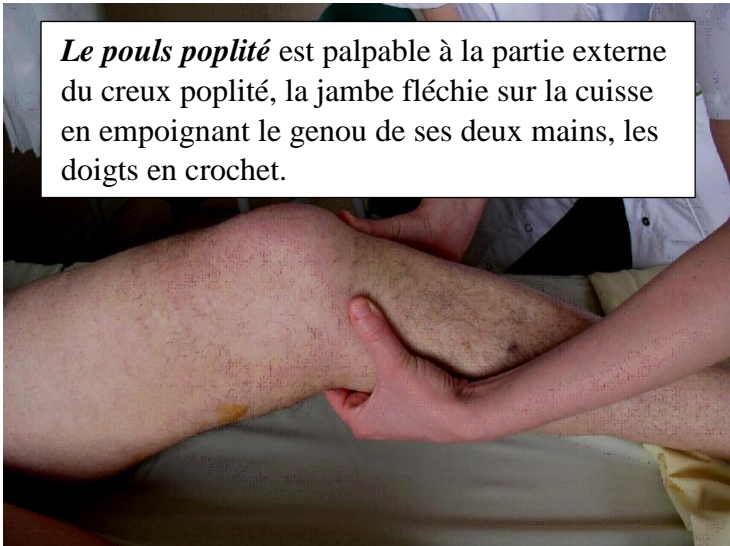 Le pouls poplité est palpable à la partie externe
du creux poplité, la jambe fléchie sur la cuisse
en empoignant le genou de ses deux mains, les
doigts en crochet.